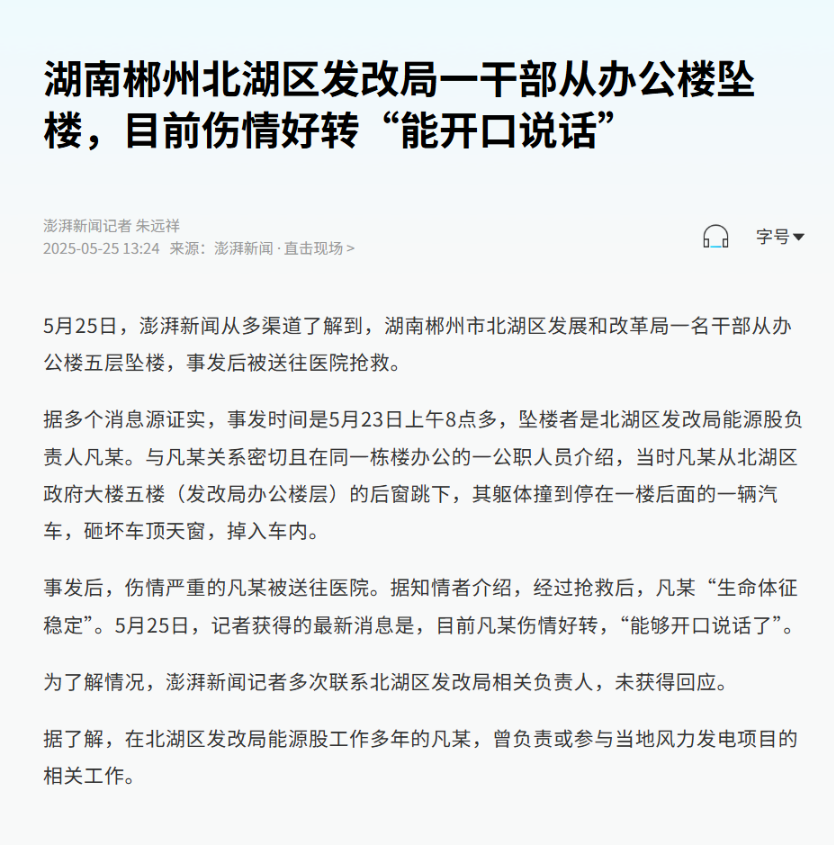 湖南郴州北湖区发改局一干部从办公楼坠
楼，目前伤情好转“能开口说话”
澎湃新闻记者 朱远祥
2025-05-25 13:24 来源：澎湃新闻 · 直击现场 >
字号
5月25日，澎湃新闻从多渠道了解到，湖南郴州市北湖区发展和改革局一名干部从办
公楼五层坠楼，事发后被送往医院抢救。
据多个消息源证实，事发时间是5月23日上午8点多，坠楼者是北湖区发改局能源股负
责人凡某。与凡某关系密切且在同一栋楼办公的一公职人员介绍，当时凡某从北湖区
政府大楼五楼（发改局办公楼层）的后窗跳下，其躯体撞到停在一楼后面的一辆汽
车，砸坏车顶天窗，掉入车内。
事发后，伤情严重的凡某被送往医院。据知情者介绍，经过抢救后，凡某“生命体征
稳定”。5月25日，记者获得的最新消息是，目前凡某伤情好转，“能够开口说话了”。
为了解情况，澎湃新闻记者多次联系北湖区发改局相关负责人，未获得回应。
据了解，在北湖区发改局能源股工作多年的凡某，曾负责或参与当地风力发电项目的
相关工作。